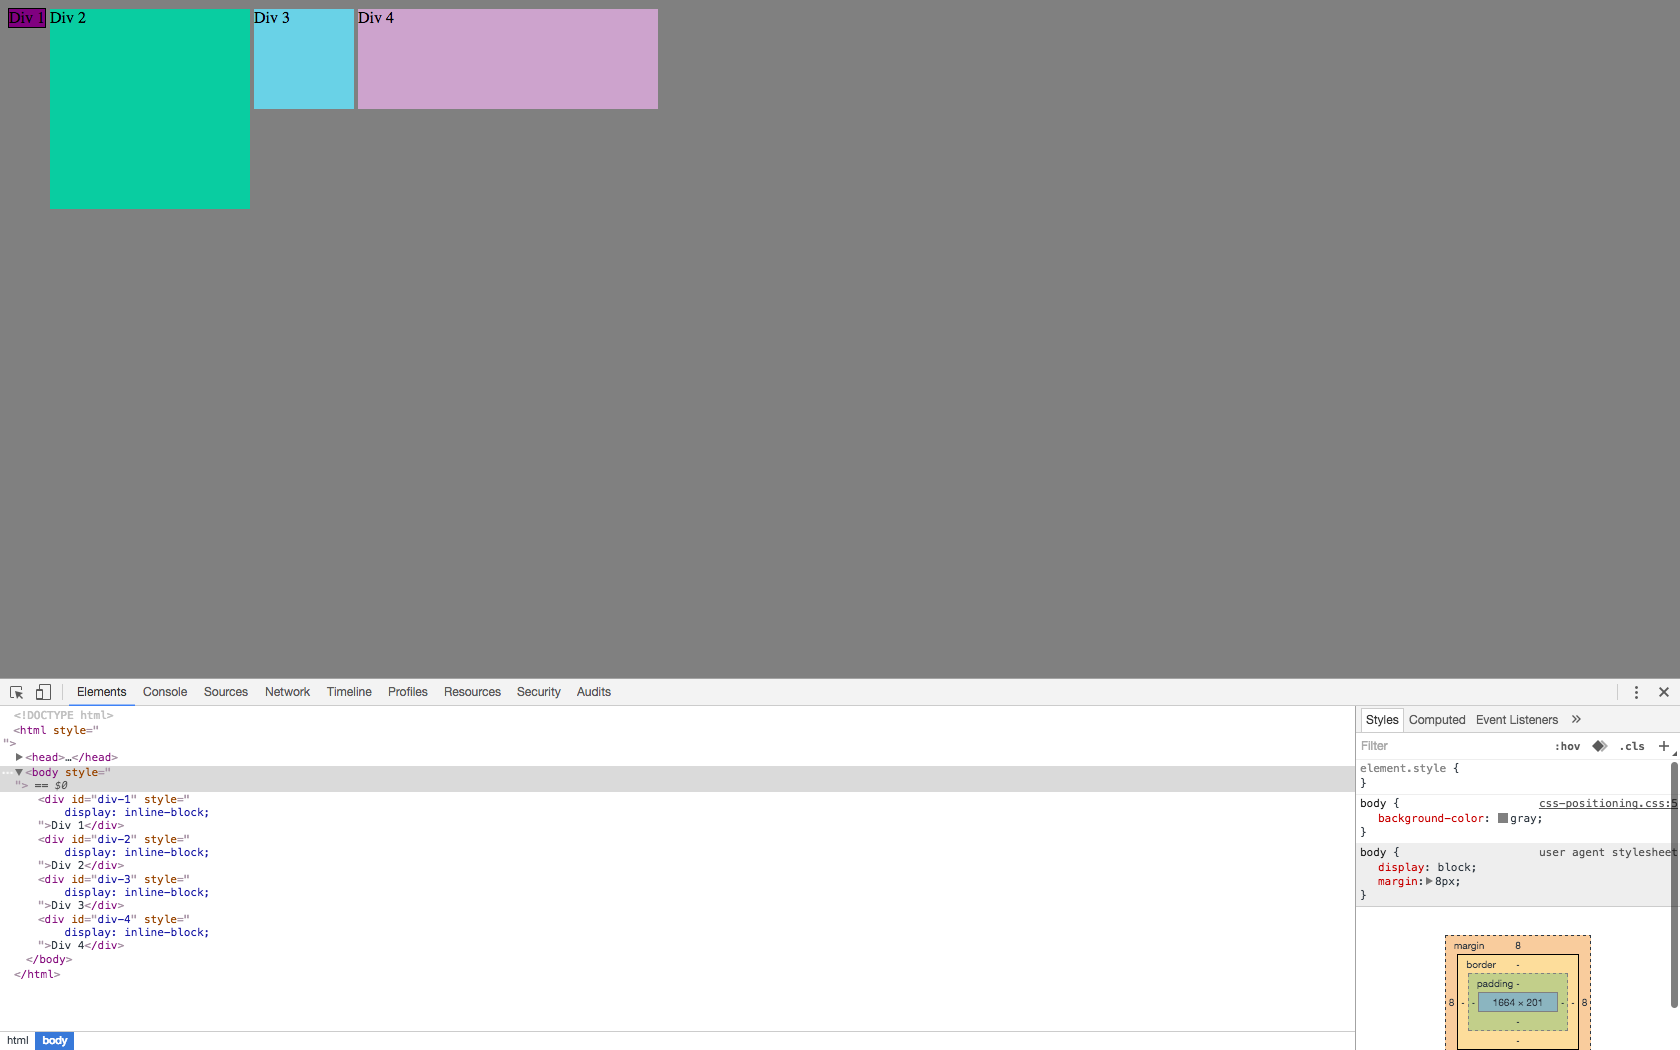 Div 1 Div 2 Div 3 Div 4
Elements Console Sources Network Timeline Profiles Resources Security Audits
<!DOCTYPE html>
<html style="
">
<head>…</head>
<body style="
"> == $0
<div id="div-1" style="
display: inline-block;
">Div 1</div>
<div id="div-2" style="
display: inline-block;
">Div 2</div>
<div id="div-3" style="
display: inline-block;
">Div 3</div>
<div id="div-4" style="
display: inline-block;
">Div 4</div>
</body>
</html>
html body
Styles Computed Event Listeners »
Filter :hov .cls +
element.style {
}
body { css-positioning.css:5
background-color: gray;
}
body { user agent stylesheet
display: block;
margin: 8px;
}
margin 8
border -
padding -
8 - - 1664 × 201 - - 8
-
-